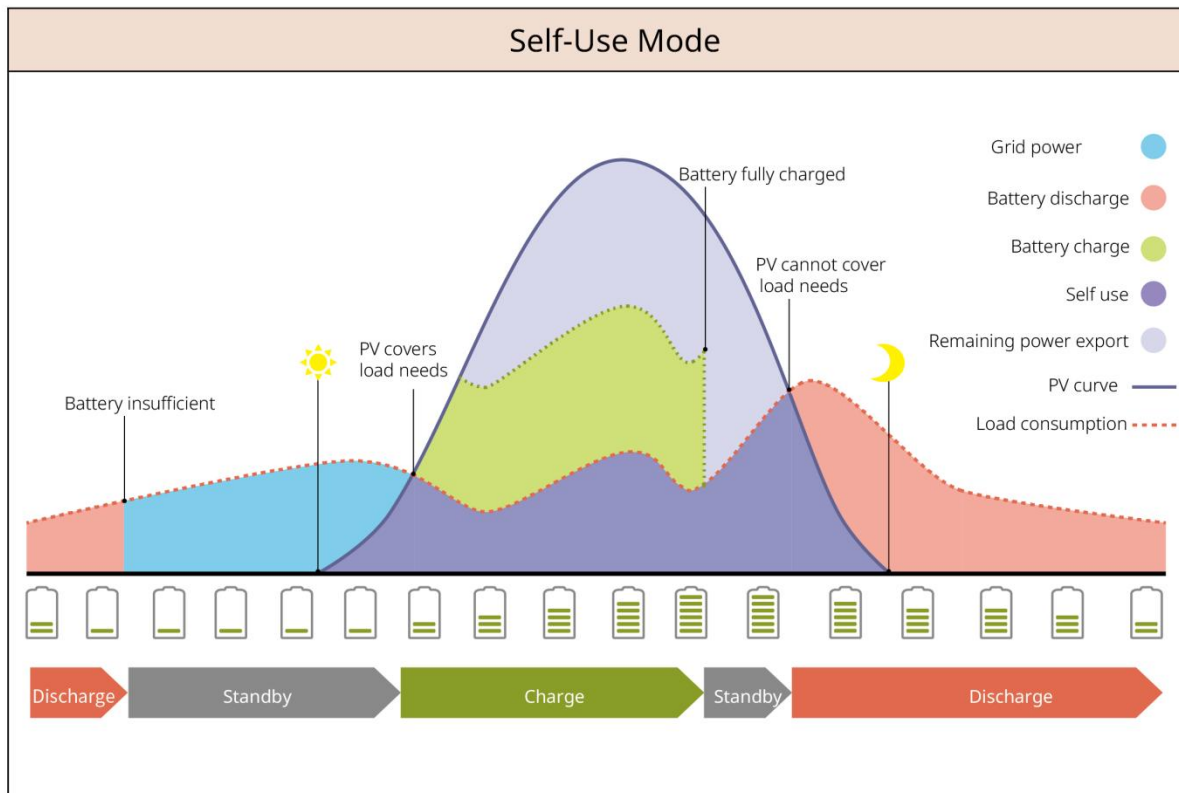 Self-Use Mode
Grid power
Battery discharge
Battery charge
Self use
Remaining power export
PV curve
Load consumption
Battery fully charged
PV cannot cover
load needs
PV covers
load needs
Battery insufficient
Discharge
Standby
Charge
Standby
Discharge